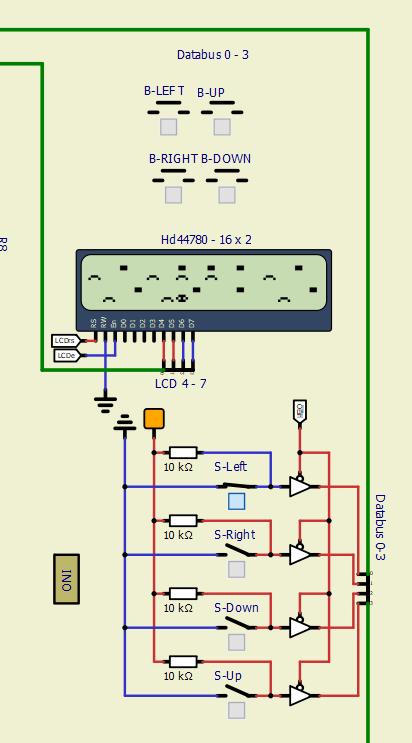 Databus 0 - 3
B-LEFT
B-UP
B-RIGHT
B-DOWN
R8
Hd44780 - 16 x 2
RS RW En D0 D1 D2 D3 D4 D5 D6 D7
LCDrs
LCDe
LCD 4 - 7
10 kΩ
S-Left
10 kΩ
S-Right
Databus 0-3
INO
10 kΩ
S-Down
10 kΩ
S-Up